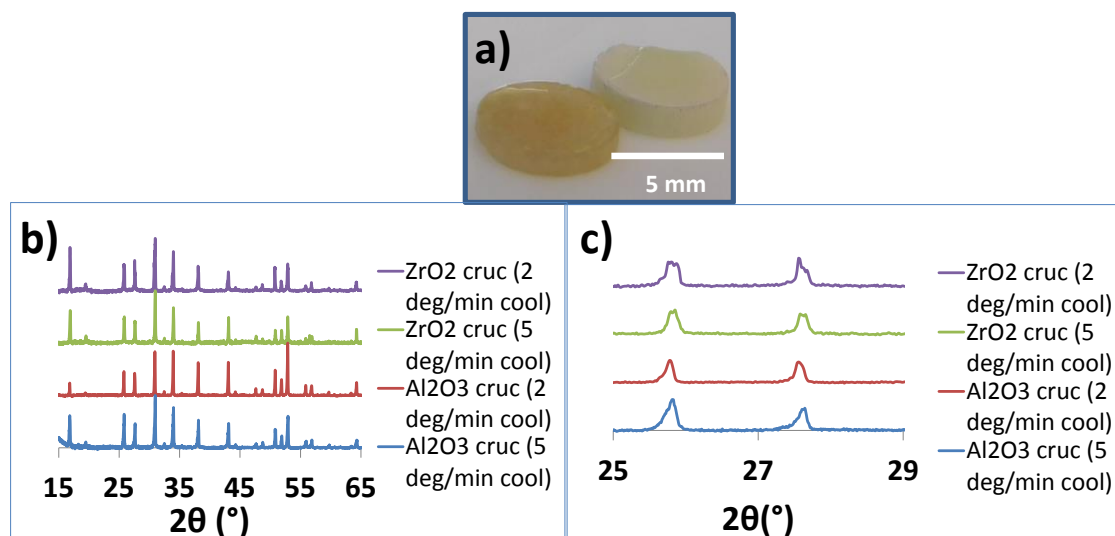 a)
5 mm
b)
ZrO2 cruc (2
deg/min cool)
ZrO2 cruc (5
deg/min cool)
Al2O3 cruc (2
deg/min cool)
Al2O3 cruc (5
deg/min cool)
15 25 35 45 55 65
2θ (°)
c)
ZrO2 cruc (2
deg/min cool)
ZrO2 cruc (5
deg/min cool)
Al2O3 cruc (2
deg/min cool)
Al2O3 cruc (5
deg/min cool)
25 27 29
2θ(°)